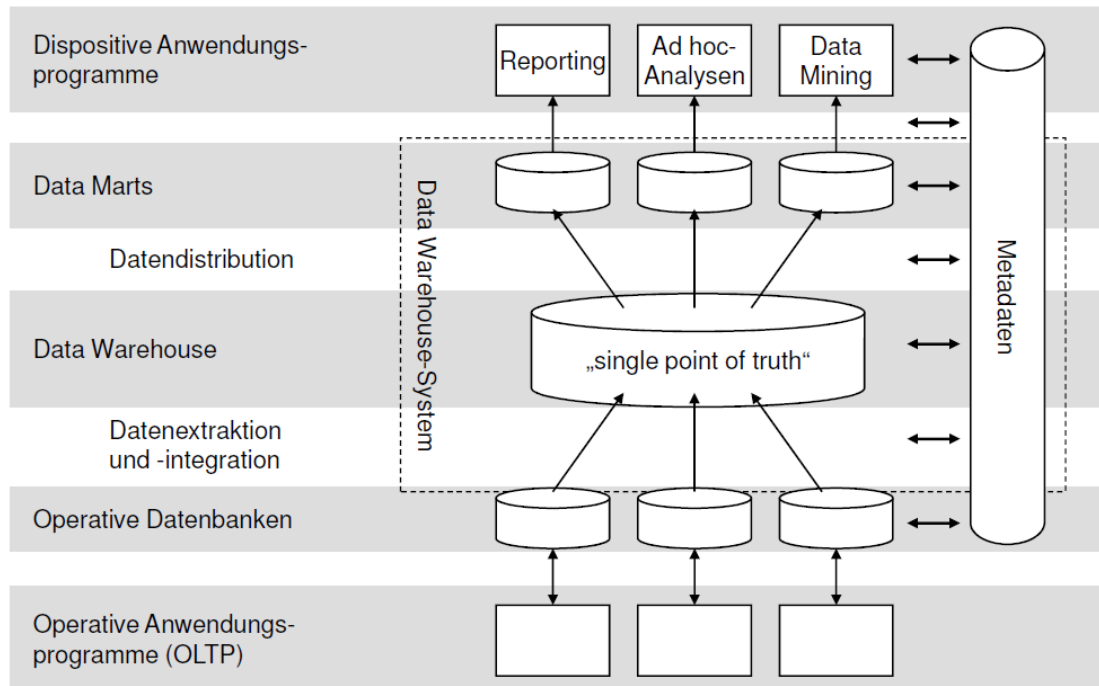 Dispositive Anwendungs-
programme
Reporting
Ad hoc-
Analysen
Data
Mining
Data Marts
Data Warehouse-System
Metadaten
Datendistribution
Data Warehouse
„single point of truth“
Datenextraktion
und -integration
Operative Datenbanken
Operative Anwendungs-
programme (OLTP)